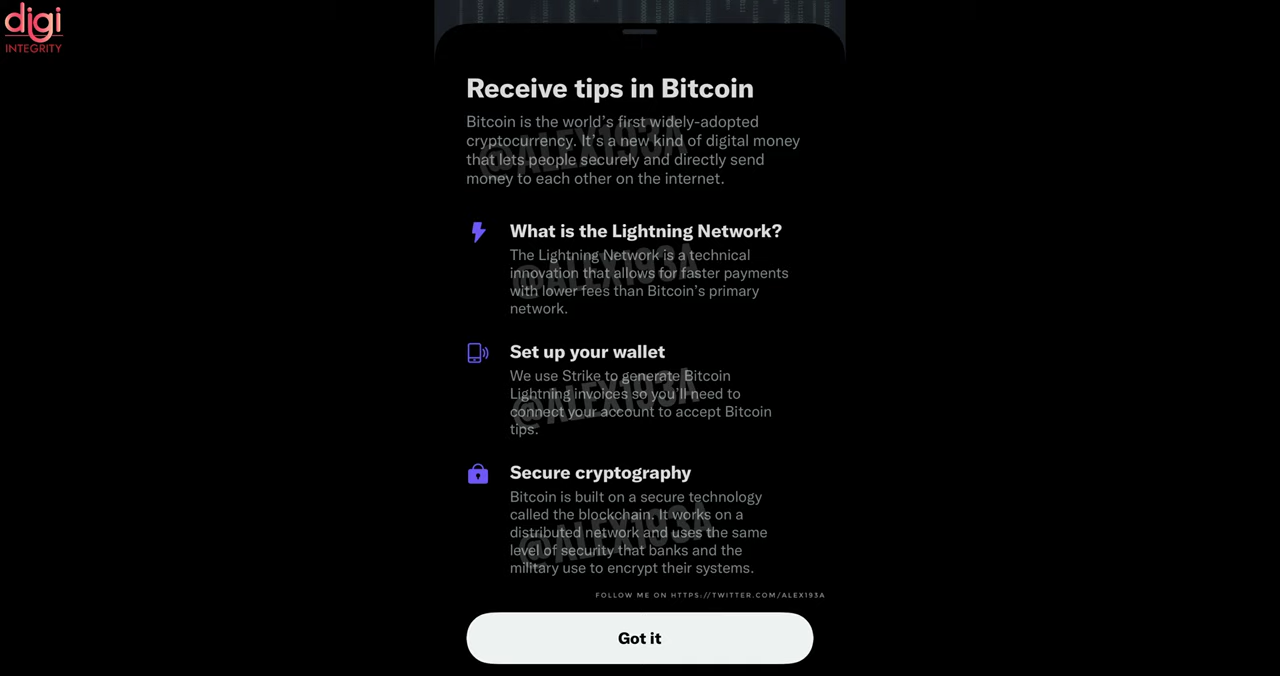 digi
INTEGRITY
Receive tips in Bitcoin
Bitcoin is the world's first widely-adopted
cryptocurrency. It's a new kind of digital money
that lets people securely and directly send
money to each other on the internet.
@ALEX193A
What is the Lightning Network?
The Lightning Network is a technical
innovation that allows for faster payments
with lower fees than Bitcoin's primary
network.
@ALEX193A
Set up your wallet
We use Strike to generate Bitcoin
Lightning invoices so you'll need to
connect your account to accept Bitcoin
tips.
@ALEX193A
Secure cryptography
Bitcoin is built on a secure technology
called the blockchain. It works on a
distributed network and uses the same
level of security that banks and the
military use to encrypt their systems.
@ALEX193A
FOLLOW ME ON HTTPS://TWITTER.COM/ALEX193A
Got it